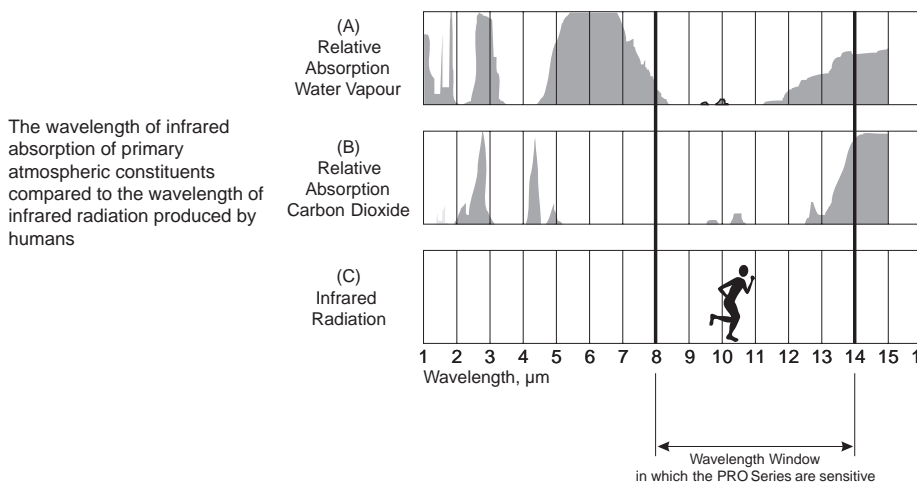 The wavelength of infrared
absorption of primary
atmospheric constituents
compared to the wavelength of
infrared radiation produced by
humans
(A)
Relative
Absorption
Water Vapour
(B)
Relative
Absorption
Carbon Dioxide
(C)
Infrared
Radiation
1 2 3 4 5 6 7 8 9 10 11 12 13 14 15
Wavelength, µm
Wavelength Window
in which the PRO Series are sensitive